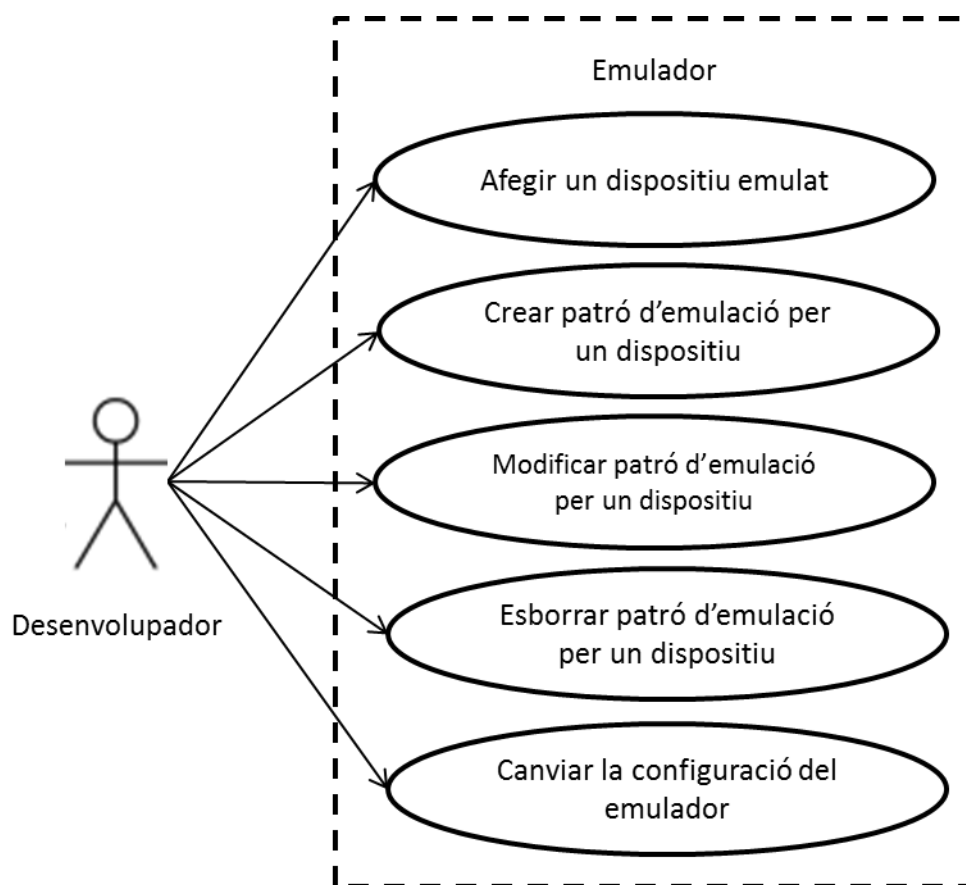 Emulador
Afegir un dispositiu emulat
Crear patró d’emulació per
un dispositiu
Modificar patró d’emulació
per un dispositiu
Desenvolupador
Esborrar patró d’emulació
per un dispositiu
Canviar la configuració del
emulador